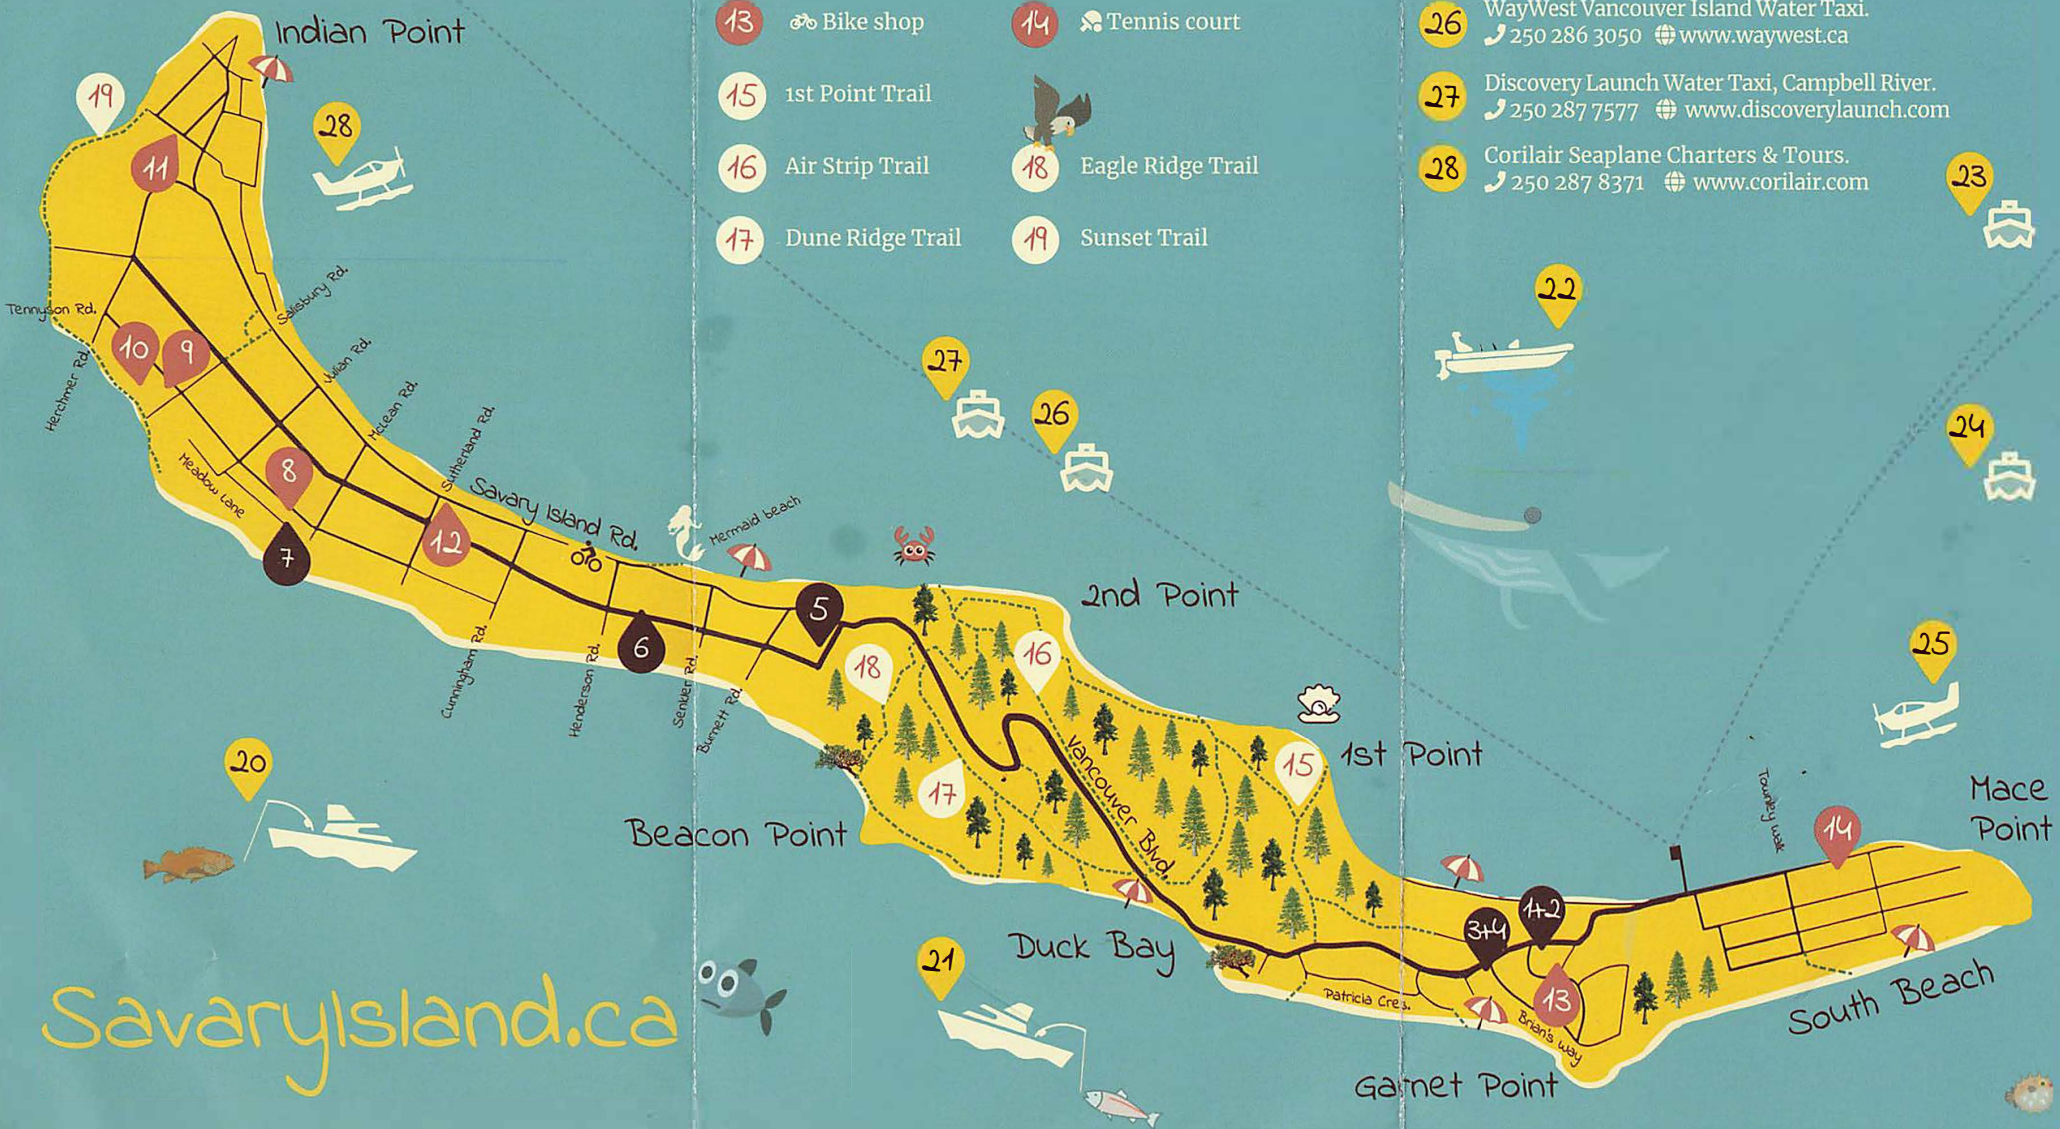 13 Bike shop
14 Tennis court
15 1st Point Trail
16 Air Strip Trail
18 Eagle Ridge Trail
17 Dune Ridge Trail
19 Sunset Trail
26 WayWest Vancouver Island Water Taxi.
250 286 3050 www.waywest.ca
27 Discovery Launch Water Taxi, Campbell River.
250 287 7577 www.discoverylaunch.com
28 Corilair Seaplane Charters & Tours.
250 287 8371 www.corilair.com
Indian Point
19
28
11
23
22
Salisbury Rd.
Tennyson Rd.
10
9
Herchmer Rd.
Julian Rd.
McLean Rd.
27
26
24
Sutherland Rd.
8
Meadow Lane
Savary Island Rd.
Mermaid beach
12
7
5
2nd Point
6
Cunningham Rd.
Henderson Rd.
Senkler Rd.
Burnett Rd.
18
16
25
15
1st Point
Vancouver Blvd.
17
20
Beacon Point
Townley Walk
14
Mace
Point
1+2
3+4
Duck Bay
21
13
Patricia Cres.
Brian's Way
South Beach
Garnet Point
SavaryIsland.ca